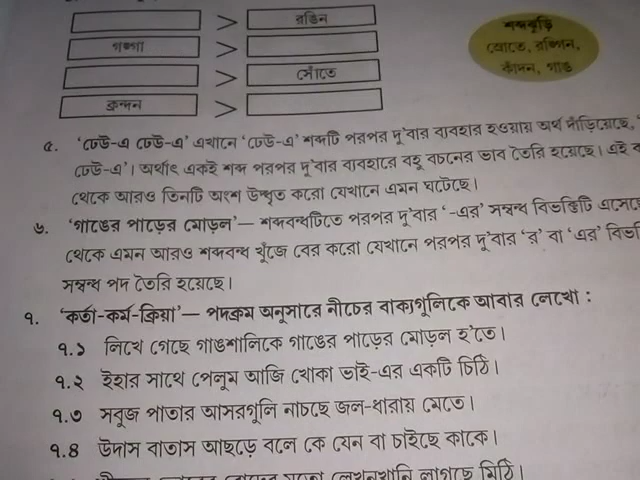 > রঙিন
গঙ্গা >
> সোঁতে
ক্রন্দন >
শব্দঝুড়ি
স্রোতে, রঙ্গিন,
কাঁদন, গাঙ
৫. 'ঢেউ-এ ঢেউ-এ' এখানে 'ঢেউ-এ' শব্দটি পরপর দু'বার ব্যবহার হওয়ায় অর্থ দাঁড়িয়েছে, '
ঢেউ-এ'। অর্থাৎ একই শব্দ পরপর দু'বার ব্যবহারে বহু বচনের ভাব তৈরি হয়েছে। এই ক
থেকে আরও তিনটি অংশ উদ্ধৃত করো যেখানে এমন ঘটেছে।
৬. 'গাঙের পাড়ের মোড়ল'— শব্দবন্ধটিতে পরপর দু'বার '-এর' সম্বন্ধ বিভক্তিটি এসেছে
থেকে এমন আরও শব্দবন্ধ খুঁজে বের করো যেখানে পরপর দু'বার 'র' বা 'এর' বিভক্তি
সম্বন্ধ পদ তৈরি হয়েছে।
৭. 'কর্তা-কর্ম-ক্রিয়া'— পদক্রম অনুসারে নীচের বাক্যগুলিকে আবার লেখো :
৭.১ লিখে গেছে গাঙশালিকে গাঙের পাড়ের মোড়ল হ'তে।
৭.২ ইহার সাথে পেলুম আজি খোকা ভাই-এর একটি চিঠি।
৭.৩ সবুজ পাতার আসরগুলি নাচছে জল-ধারায় মেতে।
৭.৪ উদাস বাতাস আছড়ে বলে কে যেন বা চাইছে কাকে।
লেখনখানি লাগছে মিঠি।